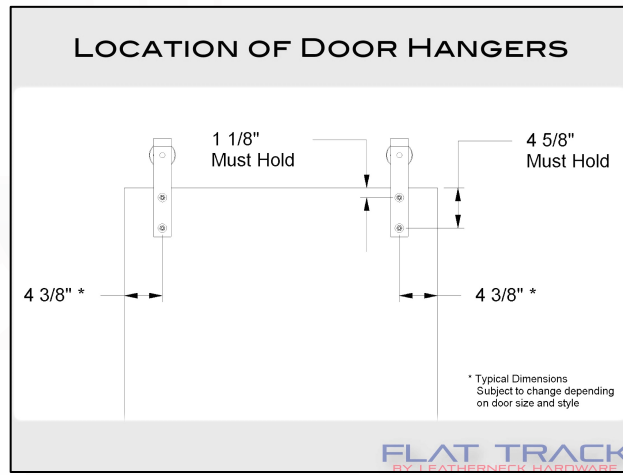 LOCATION OF DOOR HANGERS
1 1/8"
Must Hold
4 5/8"
Must Hold
4 3/8" *
4 3/8" *
* Typical Dimensions
Subject to change depending
on door size and style
FLAT TRACK
BY LEATHERNECK HARDWARE